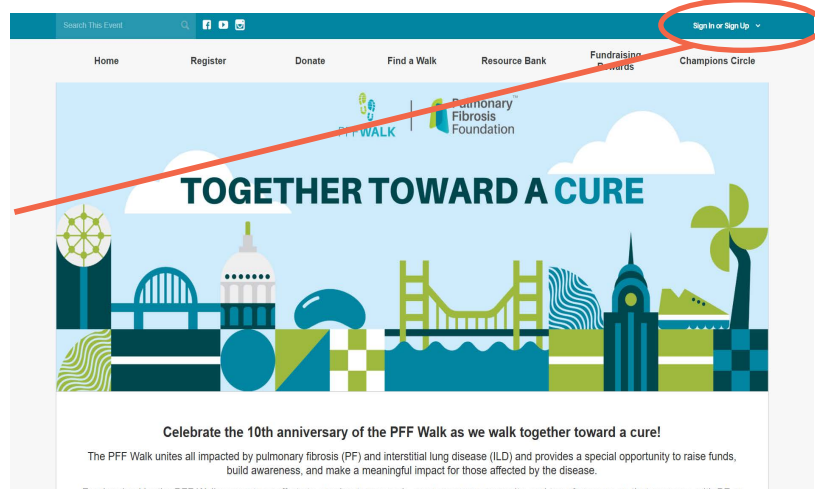 Search This Event
Sign In or Sign Up
Home
Register
Donate
Find a Walk
Resource Bank
Fundraising
Rewards
Champions Circle
PFFWALK
Pulmonary
Fibrosis
Foundation
TM
TOGETHER TOWARD A CURE
Celebrate the 10th anniversary of the PFF Walk as we walk together toward a cure!
The PFF Walk unites all impacted by pulmonary fibrosis (PF) and interstitial lung disease (ILD) and provides a special opportunity to raise funds,
build awareness, and make a meaningful impact for those affected by the disease.